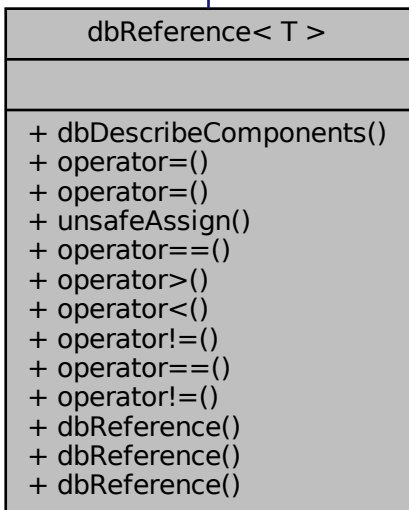 dbReference< T >
+ dbDescribeComponents()
+ operator=()
+ operator=()
+ unsafeAssign()
+ operator==()
+ operator>()
+ operator<()
+ operator!=()
+ operator==()
+ operator!=()
+ dbReference()
+ dbReference()
+ dbReference()